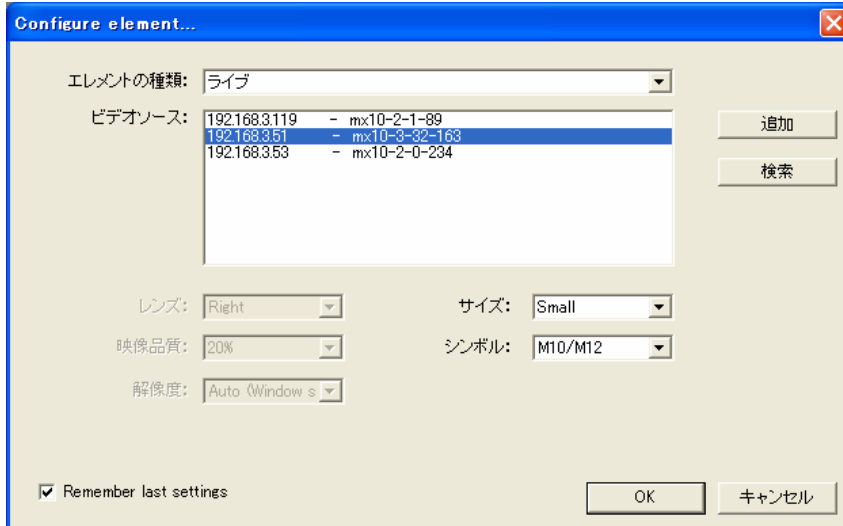 Configure element...
エレメントの種類: ライブ
ビデオソース:
192.168.3.119 - mx10-2-1-89
192.168.3.51 - mx10-3-32-163
192.168.3.53 - mx10-2-0-234
追加
検索
レンズ: Right サイズ: Small
映像品質: 20% シンボル: M10/M12
解像度: Auto (Window s
Remember last settings OK キャンセル